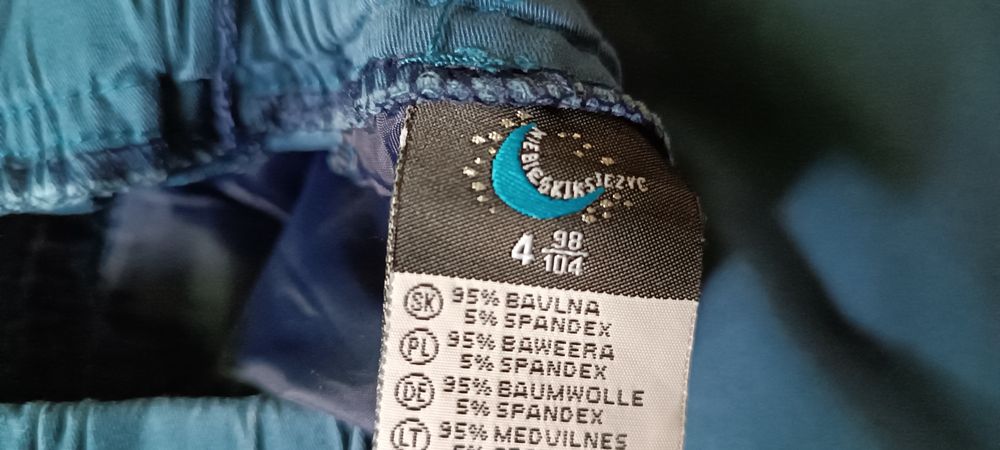 NIEBIESKIKSIĘŻYC
4 98/104
SK 95% BAVLNA
5% SPANDEX
PL 95% BAWEERA
5% SPANDEX
DE 95% BAUMWOLLE
5% SPANDEX
LT 95% MEDVILNES